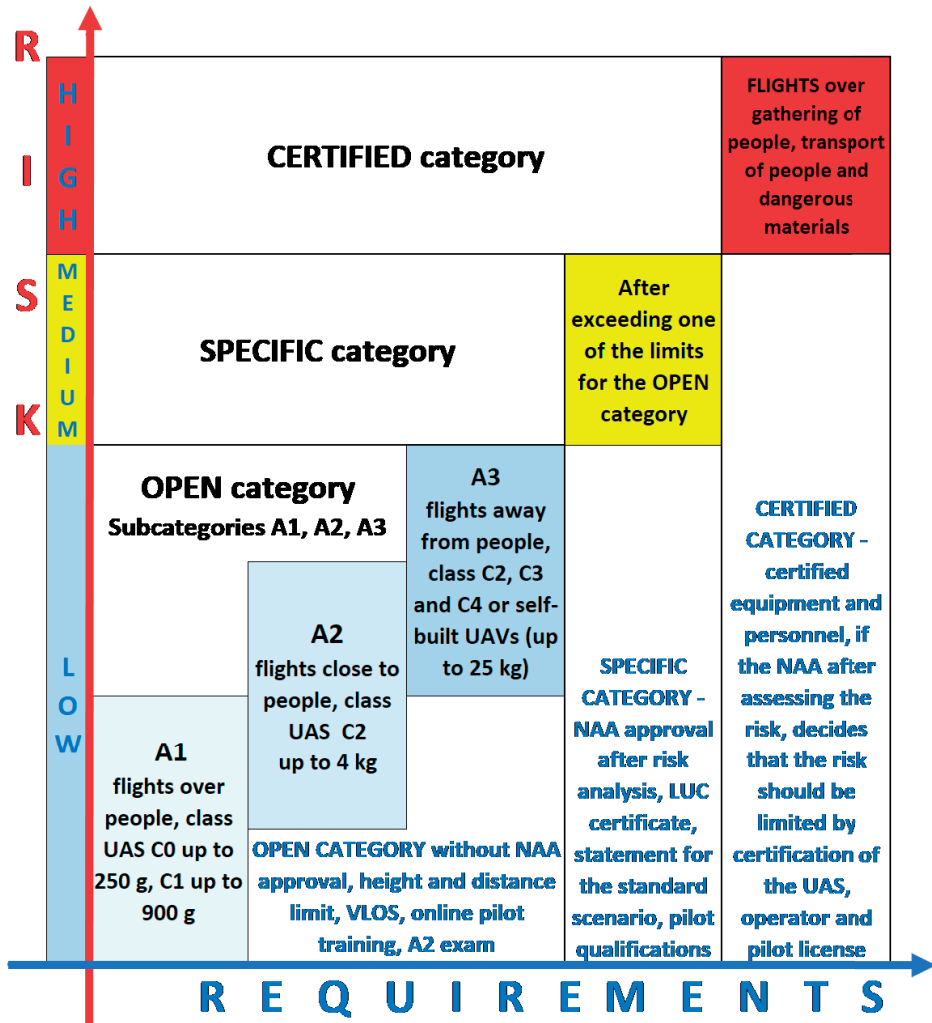 RISK
HIGH
MEDIUM
LOW
CERTIFIED category
FLIGHTS over
gathering of
people, transport
of people and
dangerous
materials
SPECIFIC category
After
exceeding one
of the limits
for the OPEN
category
OPEN category
Subcategories A1, A2, A3
A1
flights over
people, class
UAS C0 up to
250 g, C1 up to
900 g
A2
flights close to
people, class
UAS C2
up to 4 kg
A3
flights away
from people,
class C2, C3
and C4 or self-
built UAVs (up
to 25 kg)
OPEN CATEGORY without NAA
approval, height and distance
limit, VLOS, online pilot
training, A2 exam
SPECIFIC
CATEGORY -
NAA approval
after risk
analysis, LUC
certificate,
statement for
the standard
scenario, pilot
qualifications
CERTIFIED
CATEGORY -
certified
equipment and
personnel, if
the NAA after
assessing the
risk, decides
that the risk
should be
limited by
certification of
the UAS,
operator and
pilot license
REQUIREMENTS